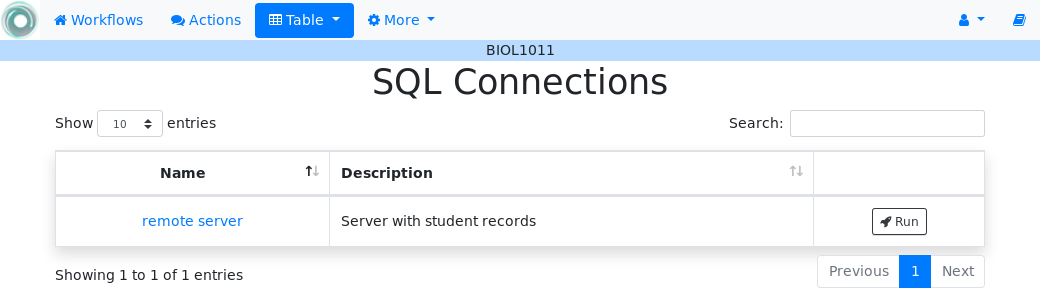 Workflows Actions Table More
BIOL1011
SQL Connections
Show 10 entries Search:
Name Description
remote server Server with student records Run
Showing 1 to 1 of 1 entries Previous 1 Next